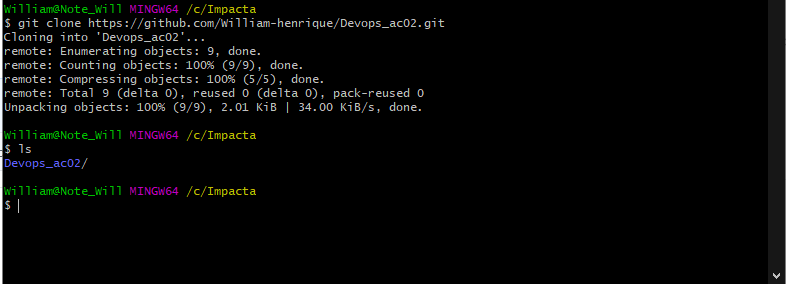 William@Note_Will MINGW64 /c/Impacta
$ git clone https://github.com/William-henrique/Devops_ac02.git
Cloning into 'Devops_ac02'...
remote: Enumerating objects: 9, done.
remote: Counting objects: 100% (9/9), done.
remote: Compressing objects: 100% (5/5), done.
remote: Total 9 (delta 0), reused 0 (delta 0), pack-reused 0
Unpacking objects: 100% (9/9), 2.01 KiB | 34.00 KiB/s, done.
William@Note_Will MINGW64 /c/Impacta
$ ls
Devops_ac02/
William@Note_Will MINGW64 /c/Impacta
$